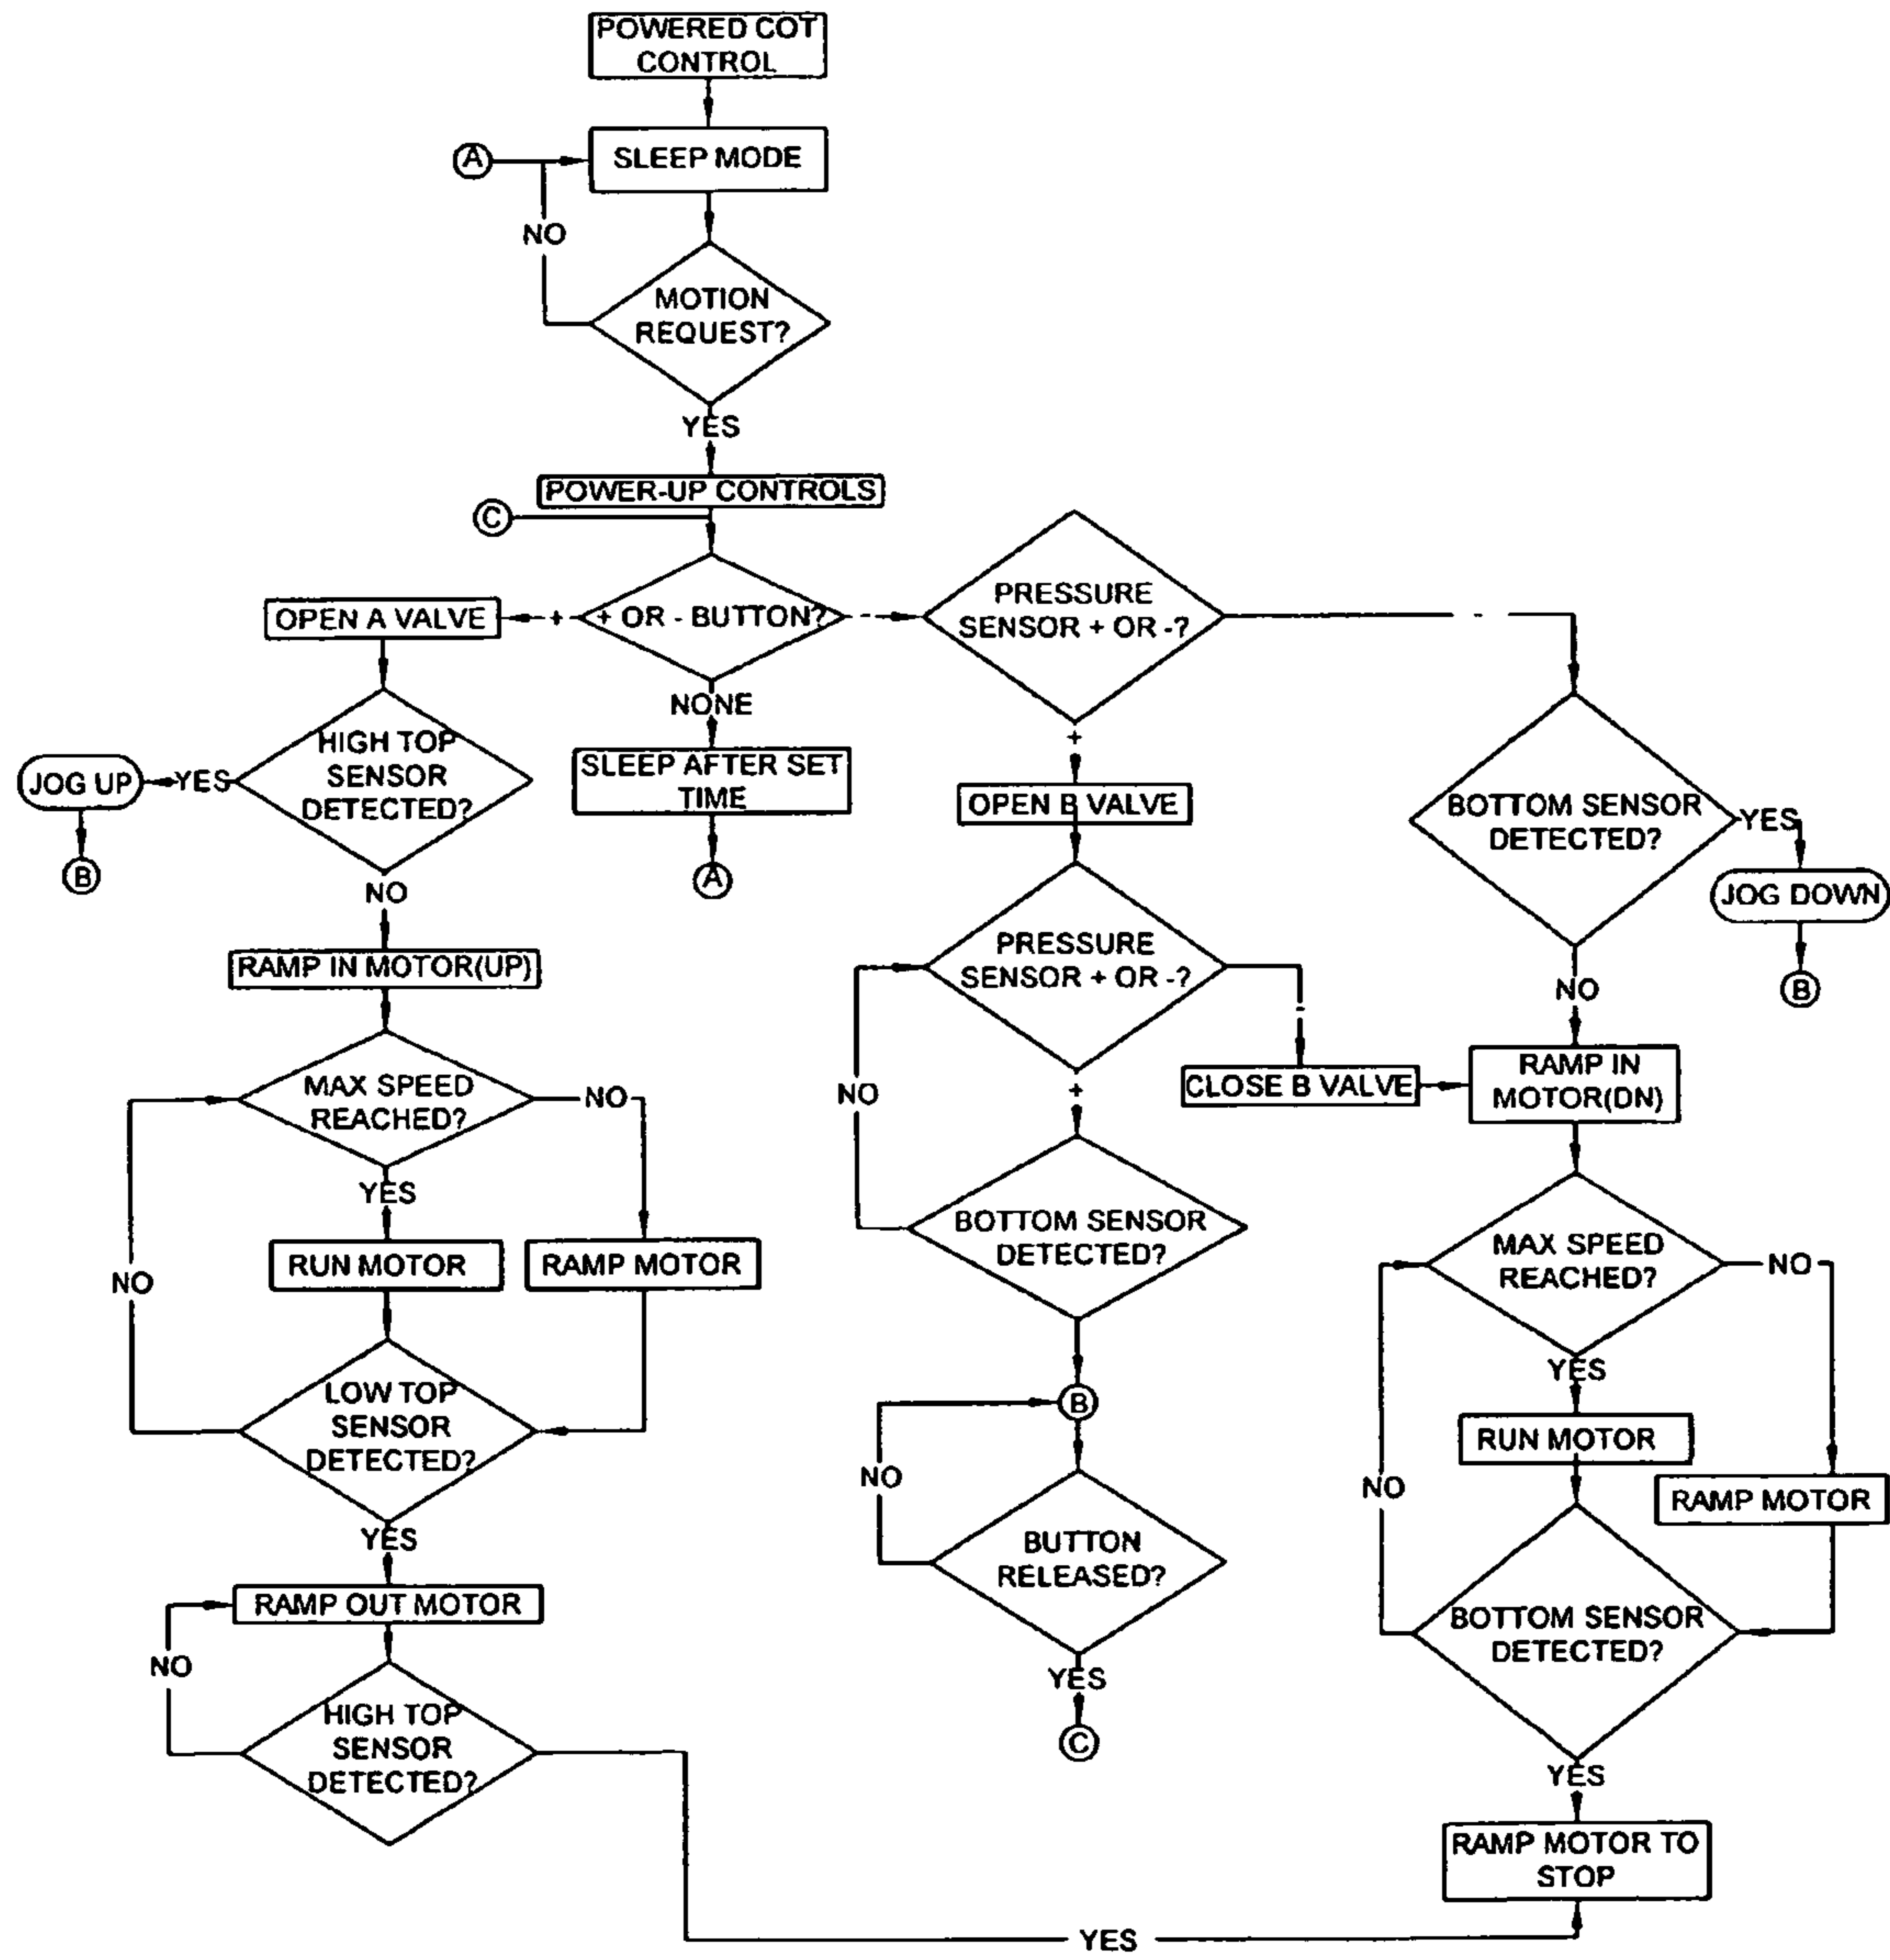 POWERED COT
CONTROL
A
SLEEP MODE
NO
MOTION
REQUEST?
YES
POWER-UP CONTROLS
C
OPEN A VALVE
+
+ OR - BUTTON?
-
PRESSURE
SENSOR + OR -?
-
NONE
SLEEP AFTER SET
TIME
A
HIGH TOP
SENSOR
DETECTED?
YES
JOG UP
B
NO
RAMP IN MOTOR(UP)
MAX SPEED
REACHED?
NO
YES
RUN MOTOR
RAMP MOTOR
NO
LOW TOP
SENSOR
DETECTED?
YES
RAMP OUT MOTOR
NO
HIGH TOP
SENSOR
DETECTED?
YES
+
OPEN B VALVE
PRESSURE
SENSOR + OR -?
-
CLOSE B VALVE
+
NO
BOTTOM SENSOR
DETECTED?
B
NO
BUTTON
RELEASED?
YES
C
BOTTOM SENSOR
DETECTED?
YES
JOG DOWN
B
NO
RAMP IN
MOTOR(DN)
MAX SPEED
REACHED?
NO
YES
RUN MOTOR
RAMP MOTOR
NO
BOTTOM SENSOR
DETECTED?
YES
RAMP MOTOR TO
STOP